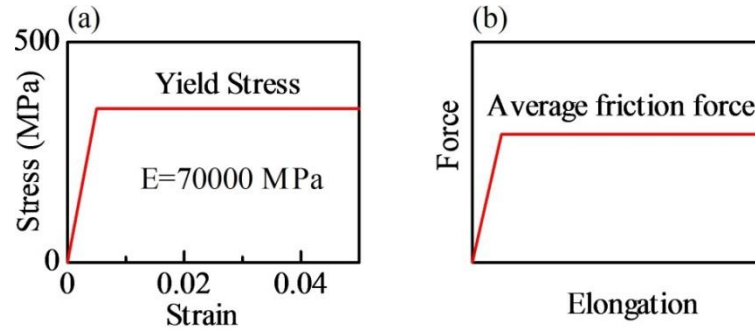 (a)
500
Stress (MPa)
Yield Stress
E=70000 MPa
0
0
0.02
0.04
Strain
(b)
Force
Average friction force
Elongation